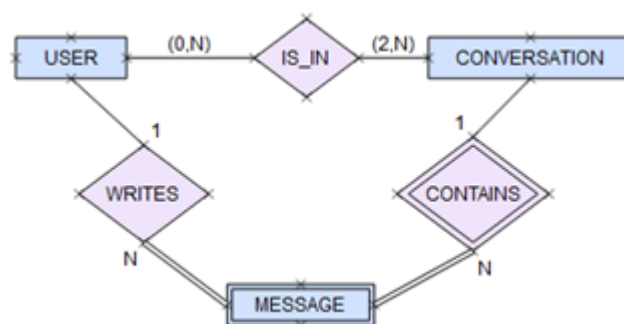 (0,N) (2,N)
USER IS_IN CONVERSATION
1 1
WRITES CONTAINS
N N
MESSAGE